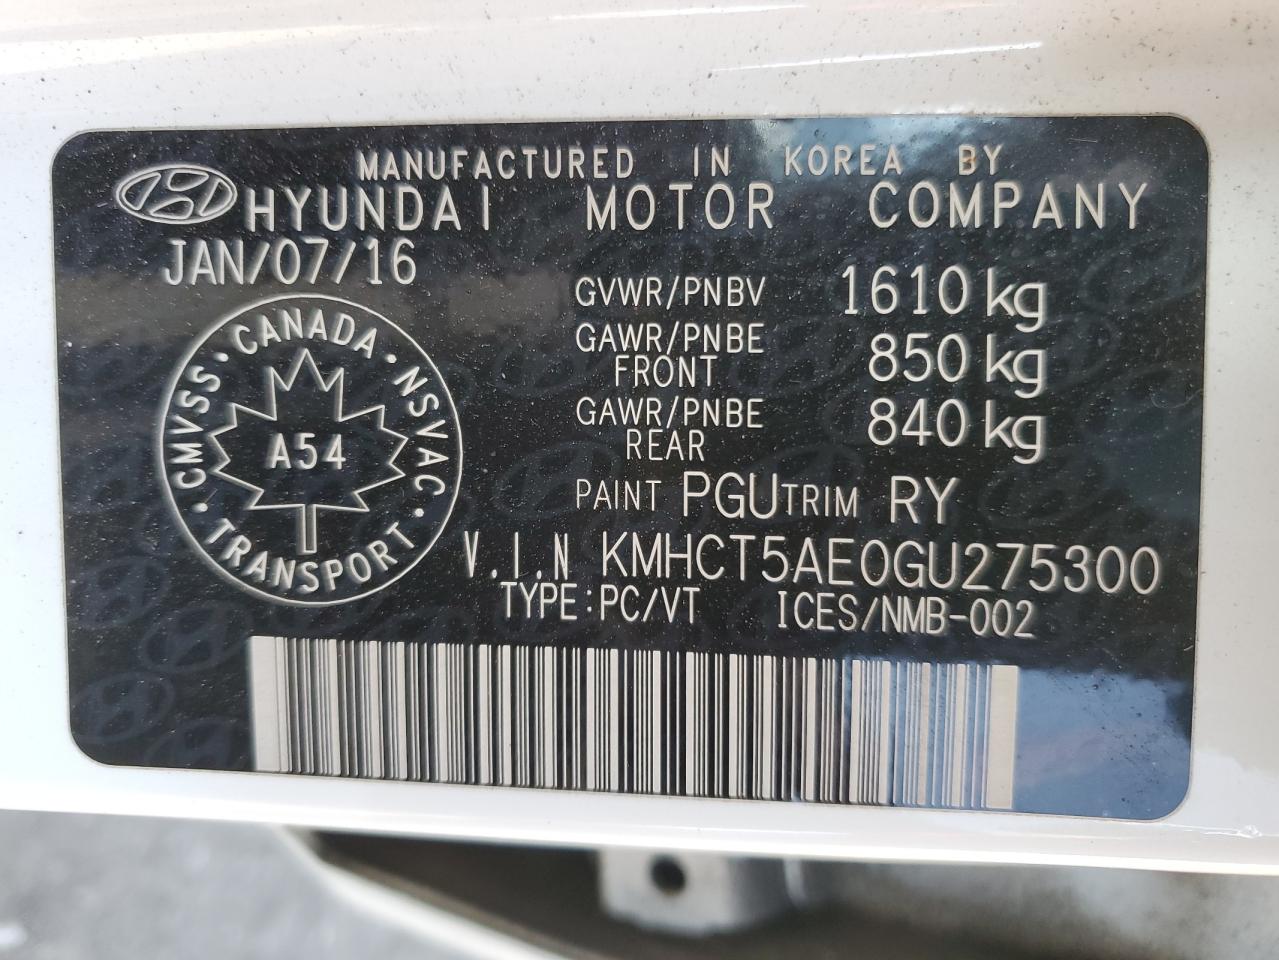 MANUFACTURED IN KOREA BY
HYUNDAI MOTOR COMPANY
JAN/07/16
GVWR/PNBV 1610 kg
GAWR/PNBE FRONT 850 kg
GAWR/PNBE REAR 840 kg
PAINT PGU TRIM RY
V.I.N KMHCT5AE0GU275300
TYPE:PC/VT ICES/NMB-002
CANADA · NSVAC · TRANSPORT · CMVSS ·
A54